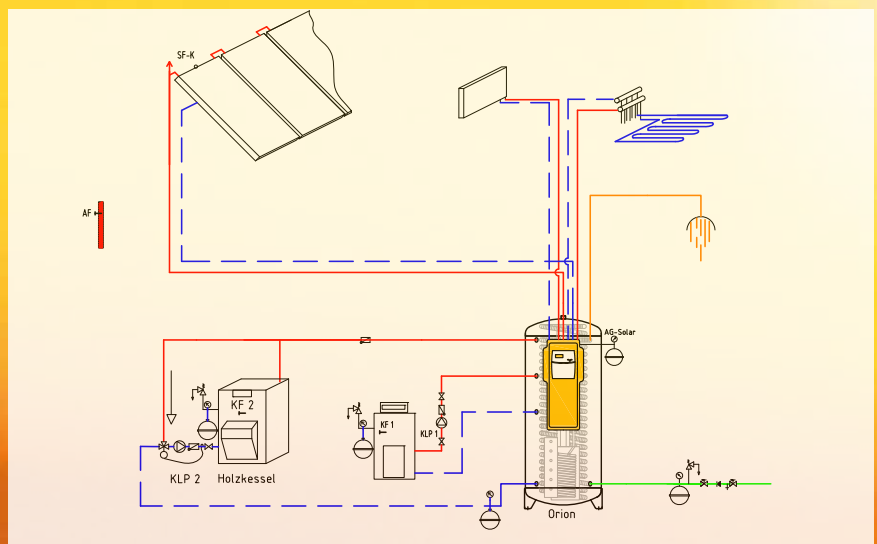 SF-K
AF
AG-Solar
KF 2
KF 1
KLP 1
KLP 2
Holzkessel
Orion